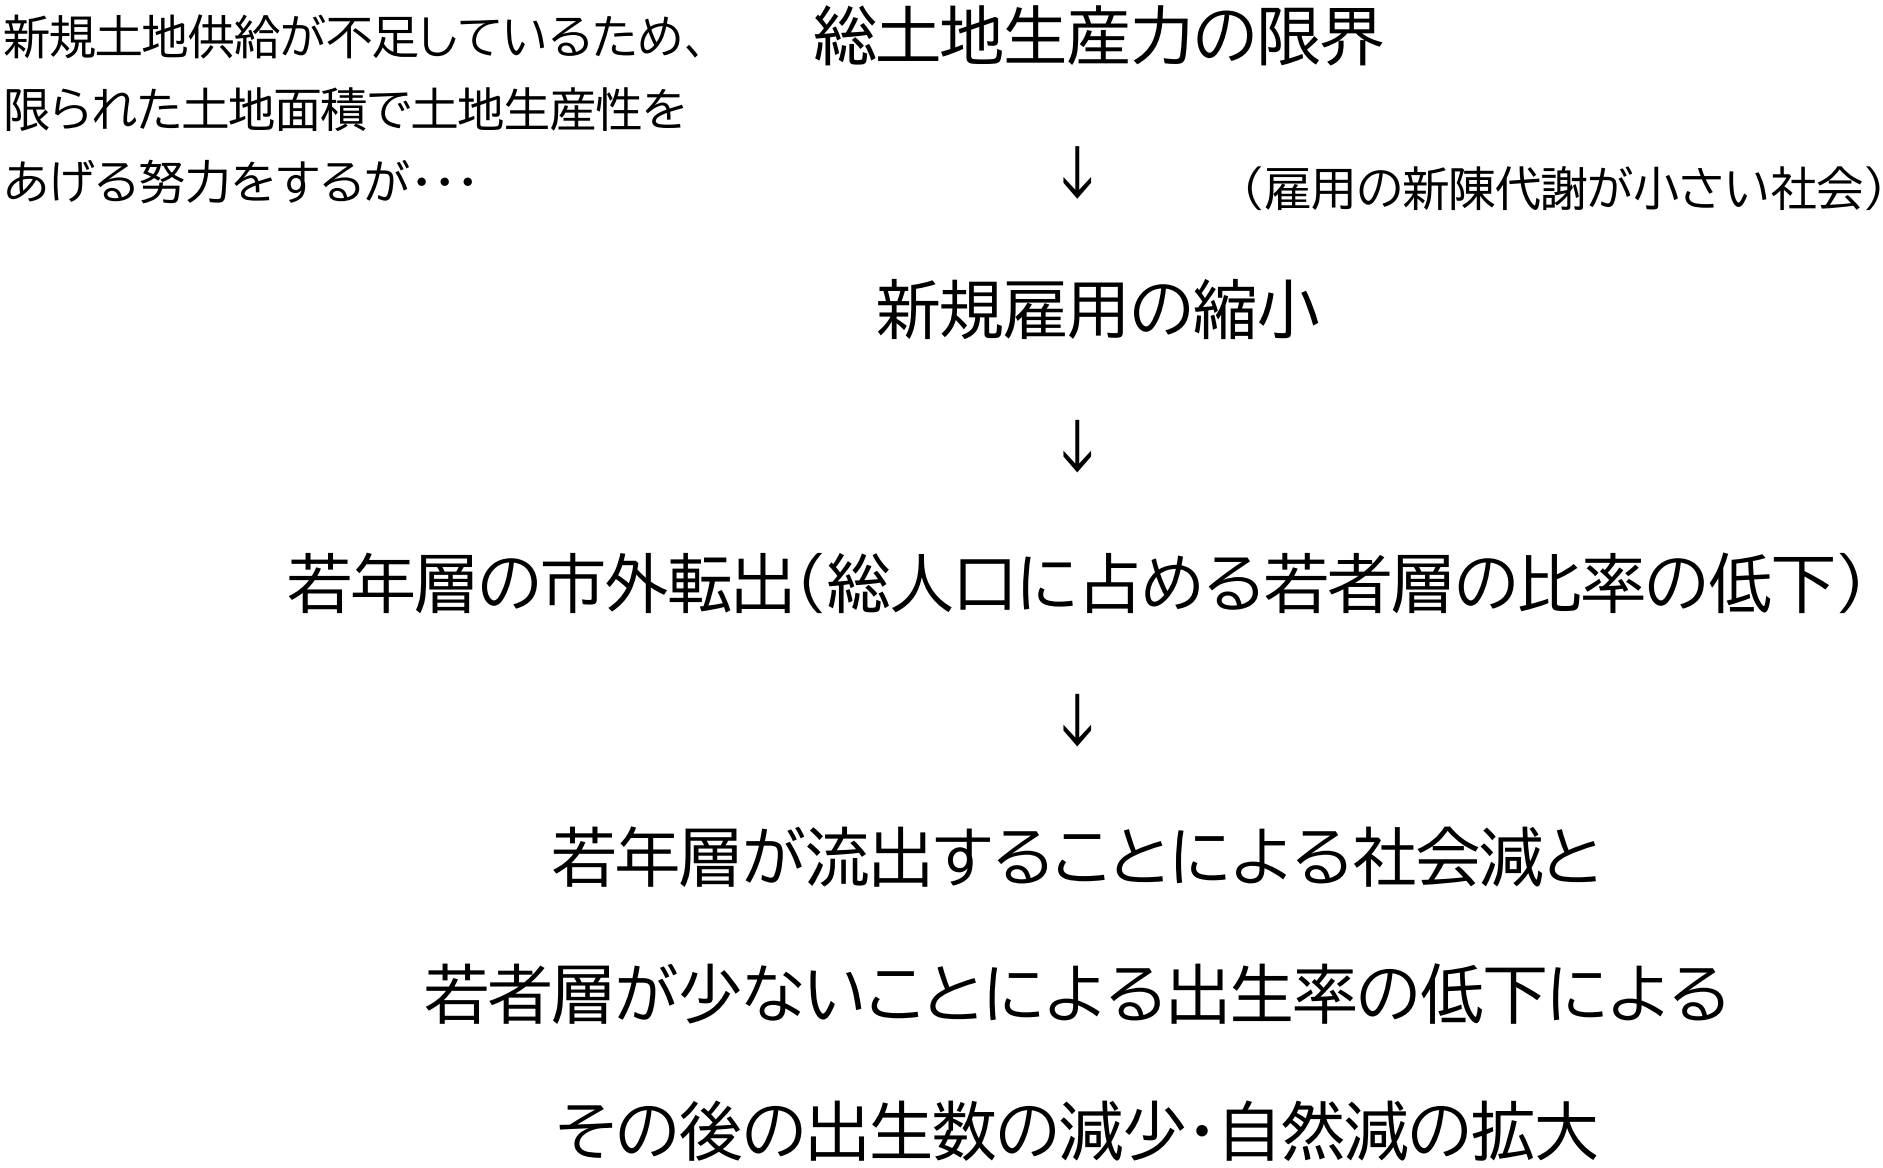 新規土地供給が不足しているため、
限られた土地面積で土地生産性を
あげる努力をするが･･･
総土地生産力の限界
↓
（雇用の新陳代謝が小さい社会）
新規雇用の縮小
↓
若年層の市外転出（総人口に占める若者層の比率の低下）
↓
若年層が流出することによる社会減と
若者層が少ないことによる出生率の低下による
その後の出生数の減少･自然減の拡大